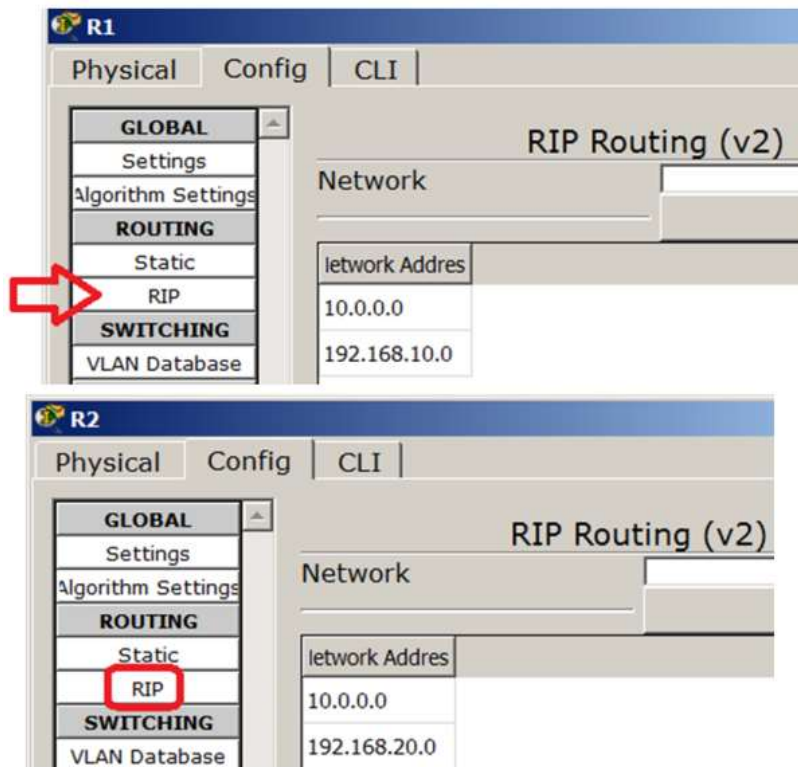 R1
Physical Config CLI
GLOBAL
Settings
Algorithm Settings
ROUTING
Static
RIP
SWITCHING
VLAN Database
RIP Routing (v2)
Network
letwork Addres
10.0.0.0
192.168.10.0
R2
Physical Config CLI
GLOBAL
Settings
Algorithm Settings
ROUTING
Static
RIP
SWITCHING
VLAN Database
RIP Routing (v2)
Network
letwork Addres
10.0.0.0
192.168.20.0